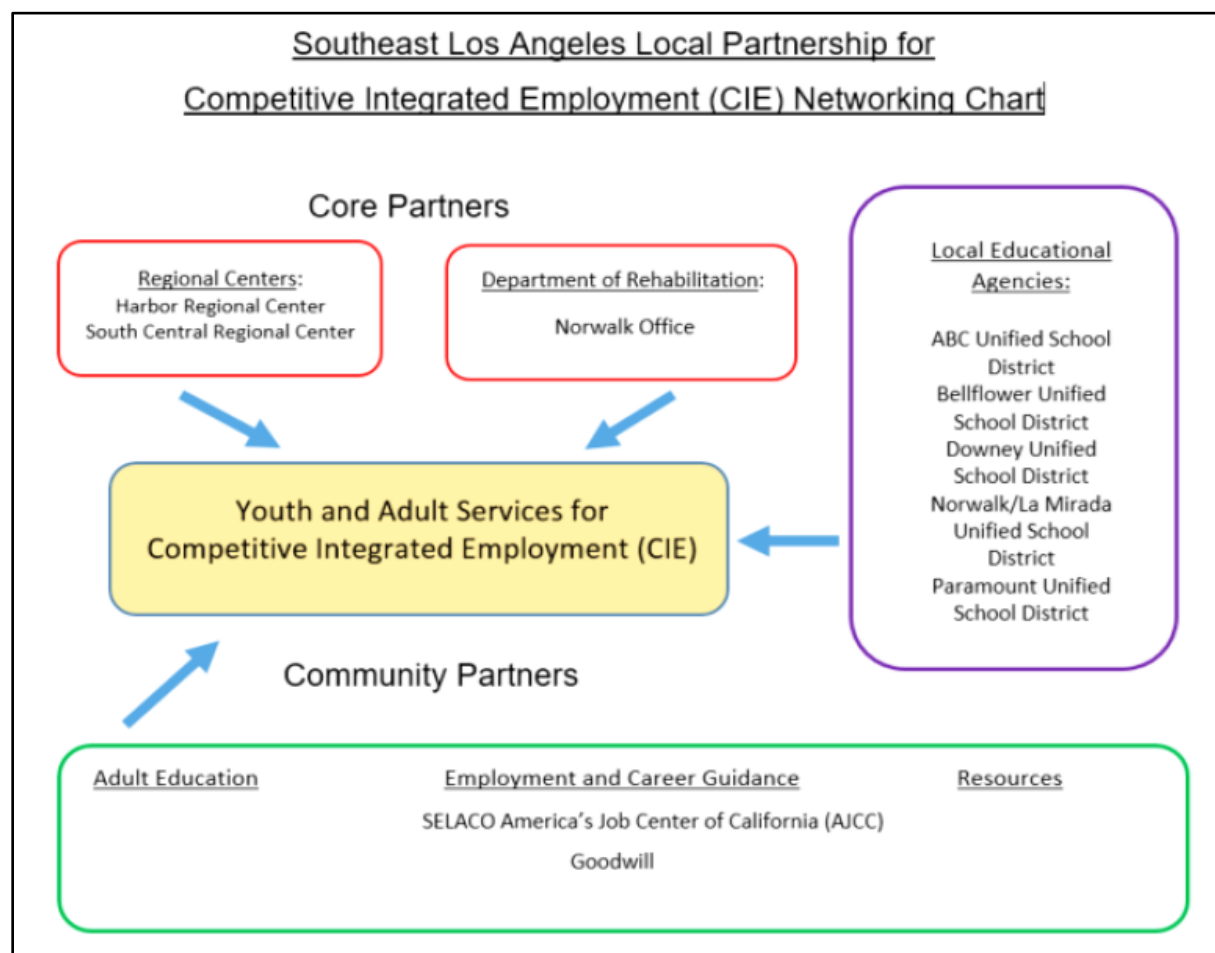 Southeast Los Angeles Local Partnership for
Competitive Integrated Employment (CIE) Networking Chart
Core Partners
Regional Centers:
Harbor Regional Center
South Central Regional Center
Department of Rehabilitation:
Norwalk Office
Local Educational
Agencies:
ABC Unified School
District
Bellflower Unified
School District
Downey Unified
School District
Norwalk/La Mirada
Unified School
District
Paramount Unified
School District
Youth and Adult Services for
Competitive Integrated Employment (CIE)
Community Partners
Adult Education
Employment and Career Guidance
SELACO America’s Job Center of California (AJCC)
Goodwill
Resources